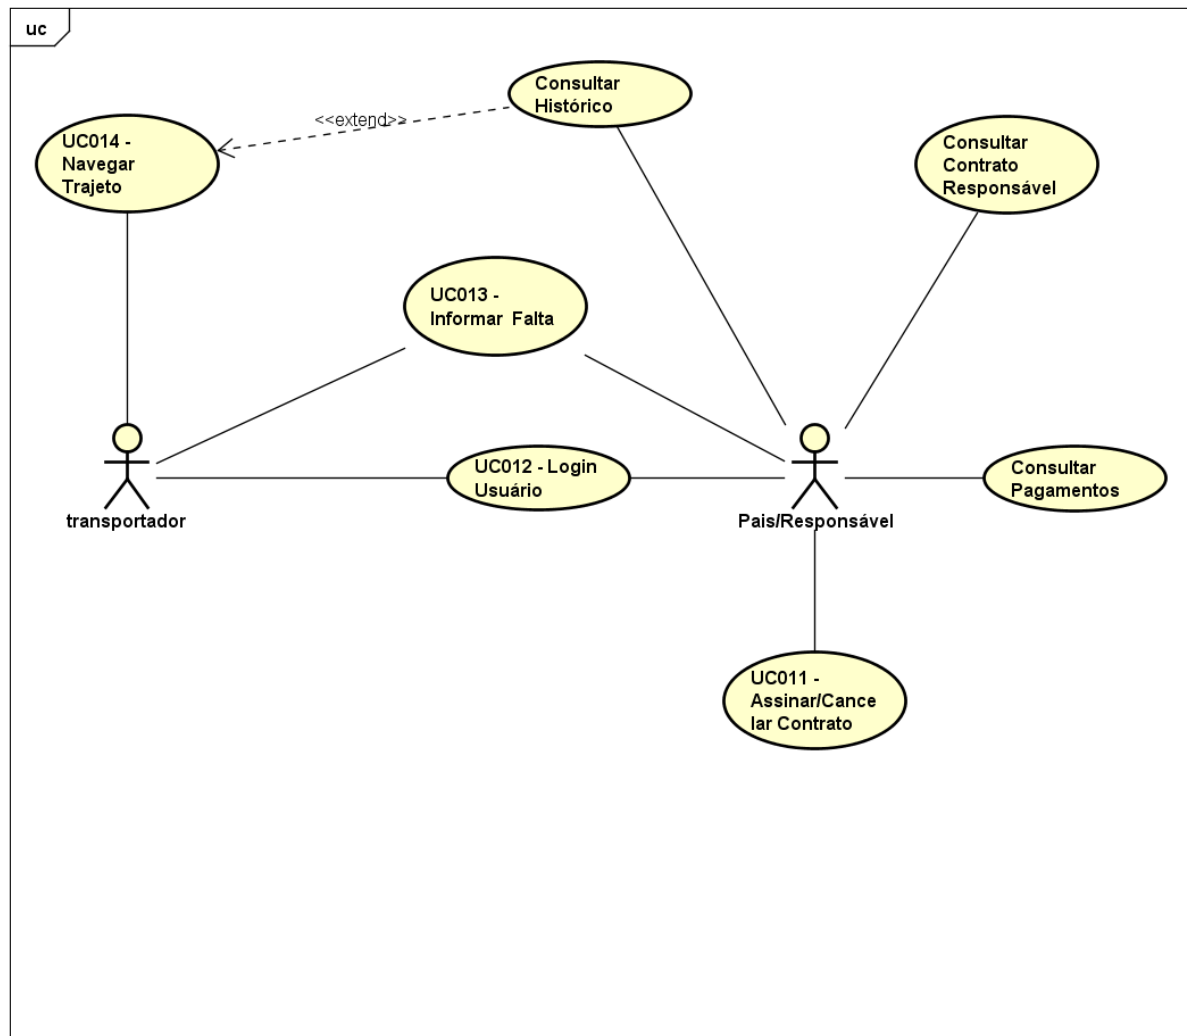 uc
Consultar
Histórico
<<extend>>
UC014 -
Navegar
Trajeto
Consultar
Contrato
Responsável
UC013 -
Informar Falta
UC012 - Login
Usuário
Consultar
Pagamentos
transportador
Pais/Responsável
UC011 -
Assinar/Cance
lar Contrato